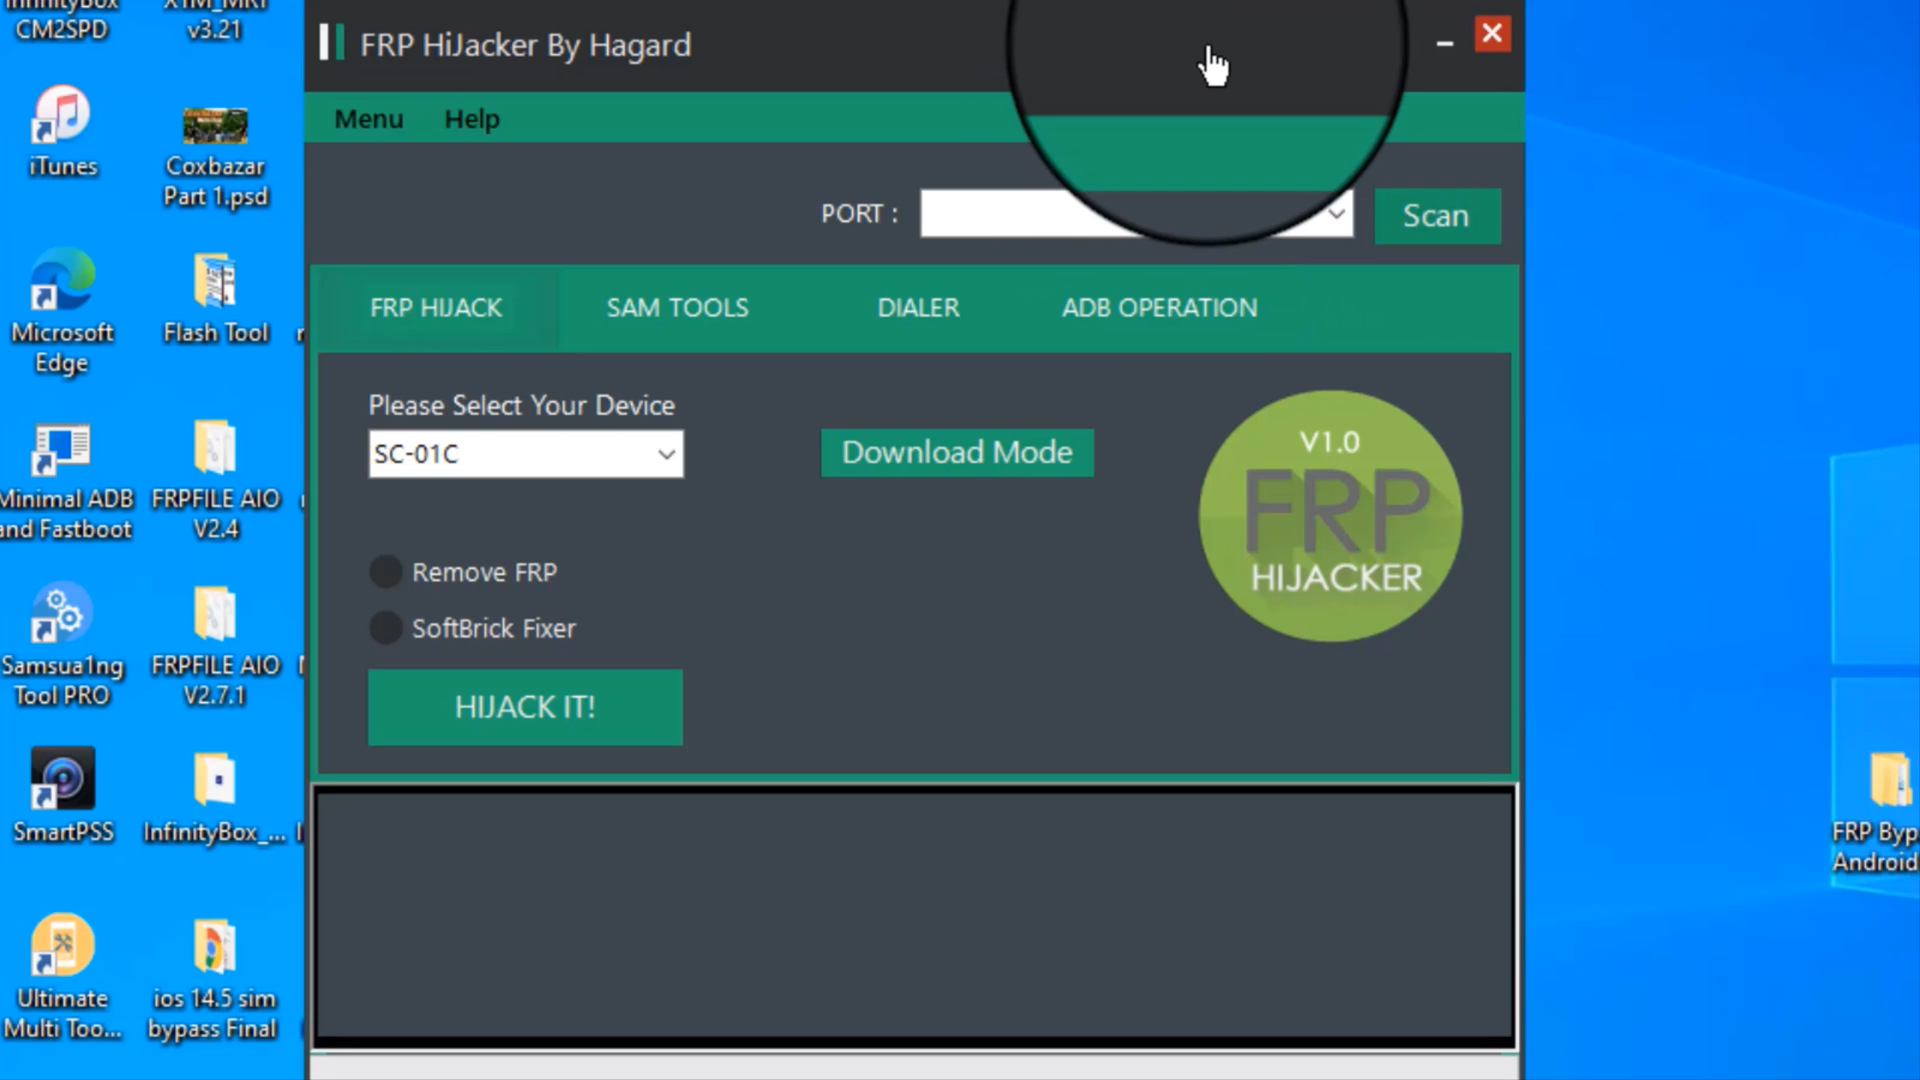 CM2SPD
v3.21
iTunes
Coxbazar
Part 1.psd
Microsoft
Edge
Flash Tool
Minimal ADB
and Fastboot
FRPFILE AIO
V2.4
Samsua1ng
Tool PRO
FRPFILE AIO
V2.7.1
SmartPSS
InfinityBox_...
Ultimate
Multi Too...
ios 14.5 sim
bypass Final
FRP HiJacker By Hagard
Menu Help
PORT : Scan
FRP HIJACK SAM TOOLS DIALER ADB OPERATION
Please Select Your Device
SC-01C
Download Mode
Remove FRP
SoftBrick Fixer
HIJACK IT!
V1.0
FRP
HIJACKER
FRP Byp
Android